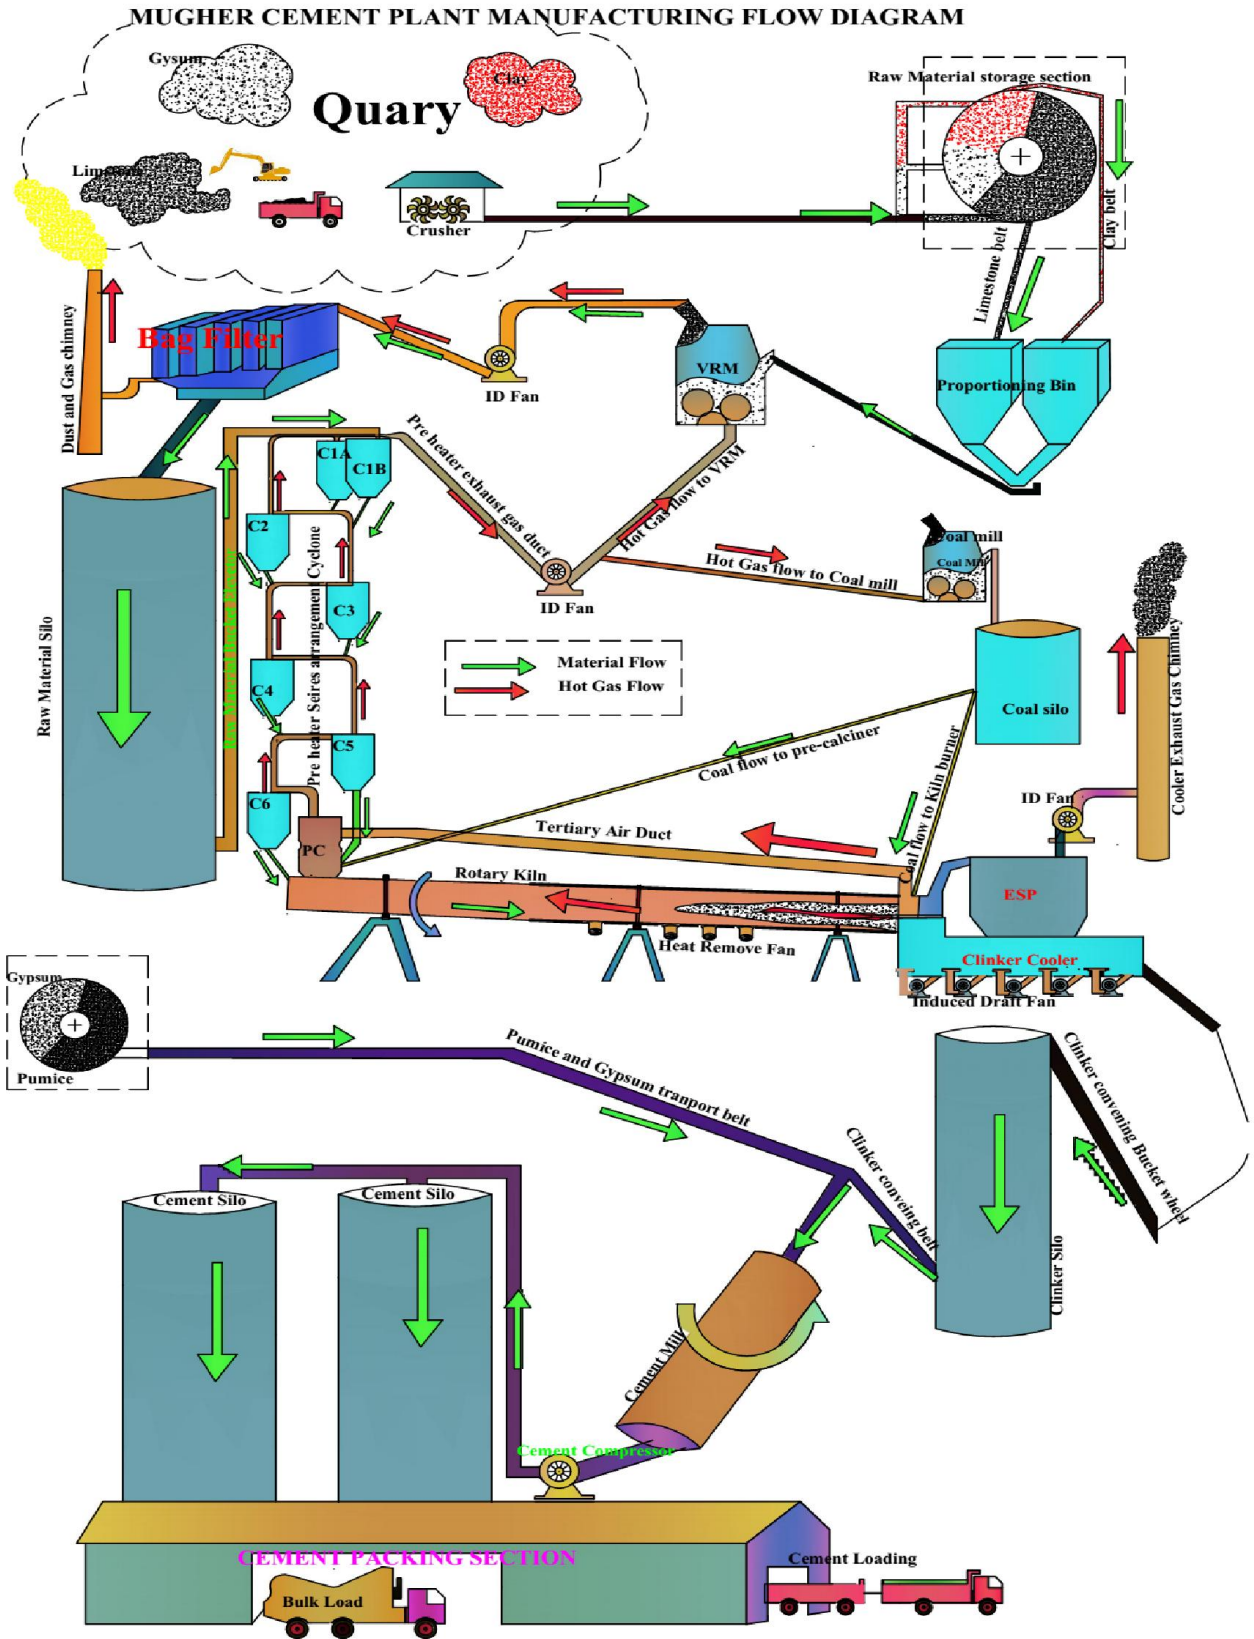 MUGHER CEMENT PLANT MANUFACTURING FLOW DIAGRAM
Gysum
Clay
Quary
Raw Material storage section
Crusher
Clay belt
Limestone belt
Bag Filter
Dust and Gas chimney
ID Fan
VRM
Proportioning Bin
C1A
C1B
Pre heater exhaust gas duct
Hot Gas flow to VRM
C2
Coal mill
Coal Mill
Hot Gas flow to Coal mill
ID Fan
C3
Pre heater Seires arrangement Cyclone
Raw Material Silo
Material Flow
Hot Gas Flow
C4
Coal silo
Cooler Exhaust Gas Chimney
C5
Coal flow to pre-calciner
flow to Kiln burner
C6
ID Fan
Tertiary Air Duct
PC
Rotary Kiln
ESP
Heat Remove Fan
Clinker Cooler
Induced Draft Fan
Gypsum
Pumice
Pumice and Gypsum tranport belt
Clinker convening Bucket wheel
Clinker conveing belt
Clinker Silo
Cement Silo
Cement Silo
Cement Mill
Cement Compressor
CEMENT PACKING SECTION
Cement Loading
Bulk Load